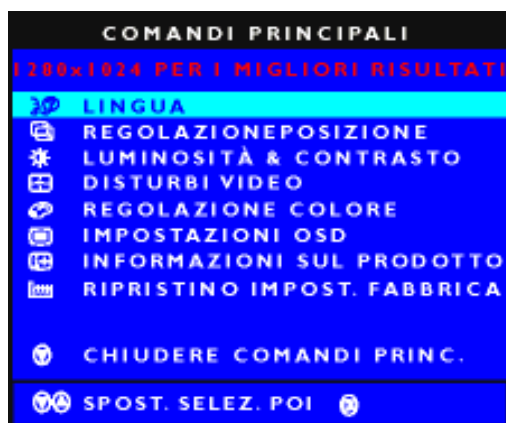 COMANDI PRINCIPALI
1280x1024 PER I MIGLIORI RISULTATI
LINGUA
REGOLAZIONEPOSIZIONE
LUMINOSITÀ & CONTRASTO
DISTURBI VIDEO
REGOLAZIONE COLORE
IMPOSTAZIONI OSD
INFORMAZIONI SUL PRODOTTO
RIPRISTINO IMPOST. FABBRICA
CHIUDERE COMANDI PRINC.
SPOST. SELEZ. POI